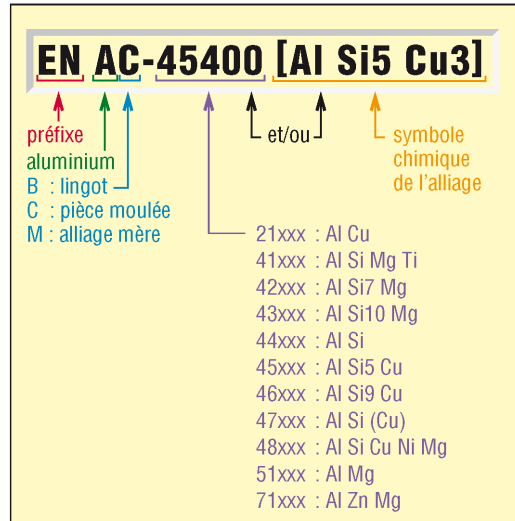 EN AC-45400 [Al Si5 Cu3]
préfixe
aluminium
B : lingot
C : pièce moulée
M : alliage mère
et/ou
symbole
chimique
de l'alliage
21xxx : Al Cu
41xxx : Al Si Mg Ti
42xxx : Al Si7 Mg
43xxx : Al Si10 Mg
44xxx : Al Si
45xxx : Al Si5 Cu
46xxx : Al Si9 Cu
47xxx : Al Si (Cu)
48xxx : Al Si Cu Ni Mg
51xxx : Al Mg
71xxx : Al Zn Mg